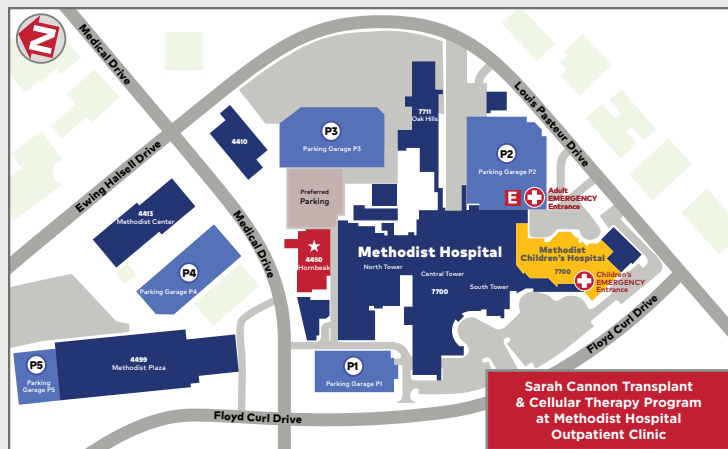 N
Medical Drive
Louis Pasteur Drive
Ewing Halsell Drive
4410
P3
Parking Garage P3
7711
Oak Hills
P2
Parking Garage P2
E
Adult
EMERGENCY
Entrance
Preferred
Parking
4413
Methodist Center
Medical Drive
4450
Hornbeak
Methodist Hospital
North Tower
Central Tower
South Tower
7700
Methodist
Children's Hospital
7700
Children's
EMERGENCY
Entrance
P4
Parking Garage P4
4499
Methodist Plaza
P5
Parking
Garage P5
P1
Parking Garage P1
Floyd Curl Drive
Floyd Curl Drive
Sarah Cannon Transplant
& Cellular Therapy Program
at Methodist Hospital
Outpatient Clinic